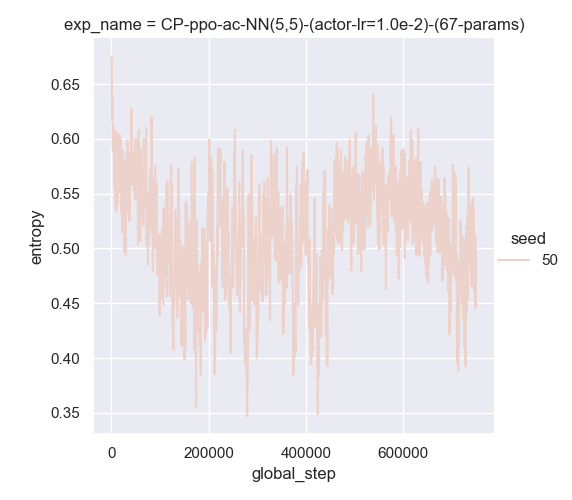 exp_name = CP-ppo-ac-NN(5,5)-(actor-lr=1.0e-2)-(67-params)
0.65
0.60
0.55
0.50
0.45
0.40
0.35
entropy
0 200000 400000 600000
global_step
seed
50